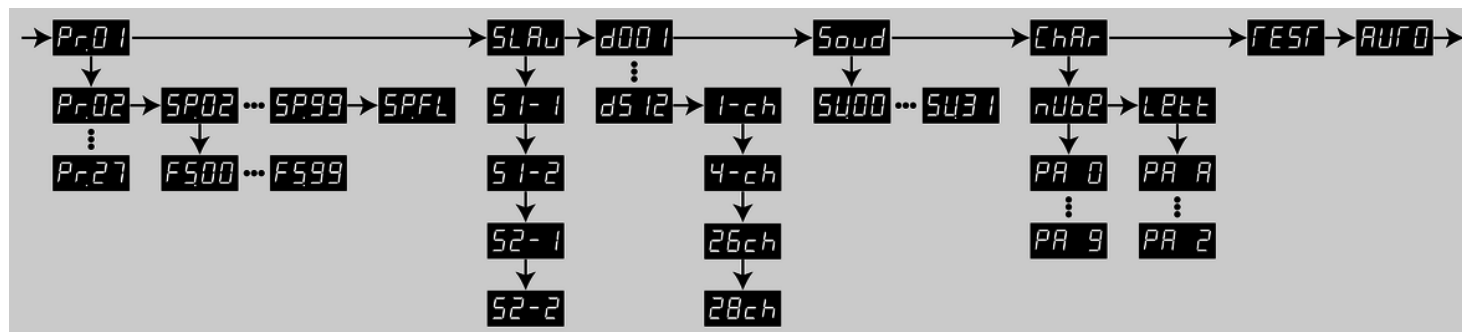 Pr.01 SLAu d001 Soud ChAr TEST AUTO
Pr.02 SP.02 SP.99 SP.FL S1-1 d512 1-ch SU.00 SU.31 nUbE LEtt
Pr.27 FS.00 FS.99 S1-2 4-ch PA 0 PA A
S2-1 26ch PA 9 PA 2
S2-2 28ch